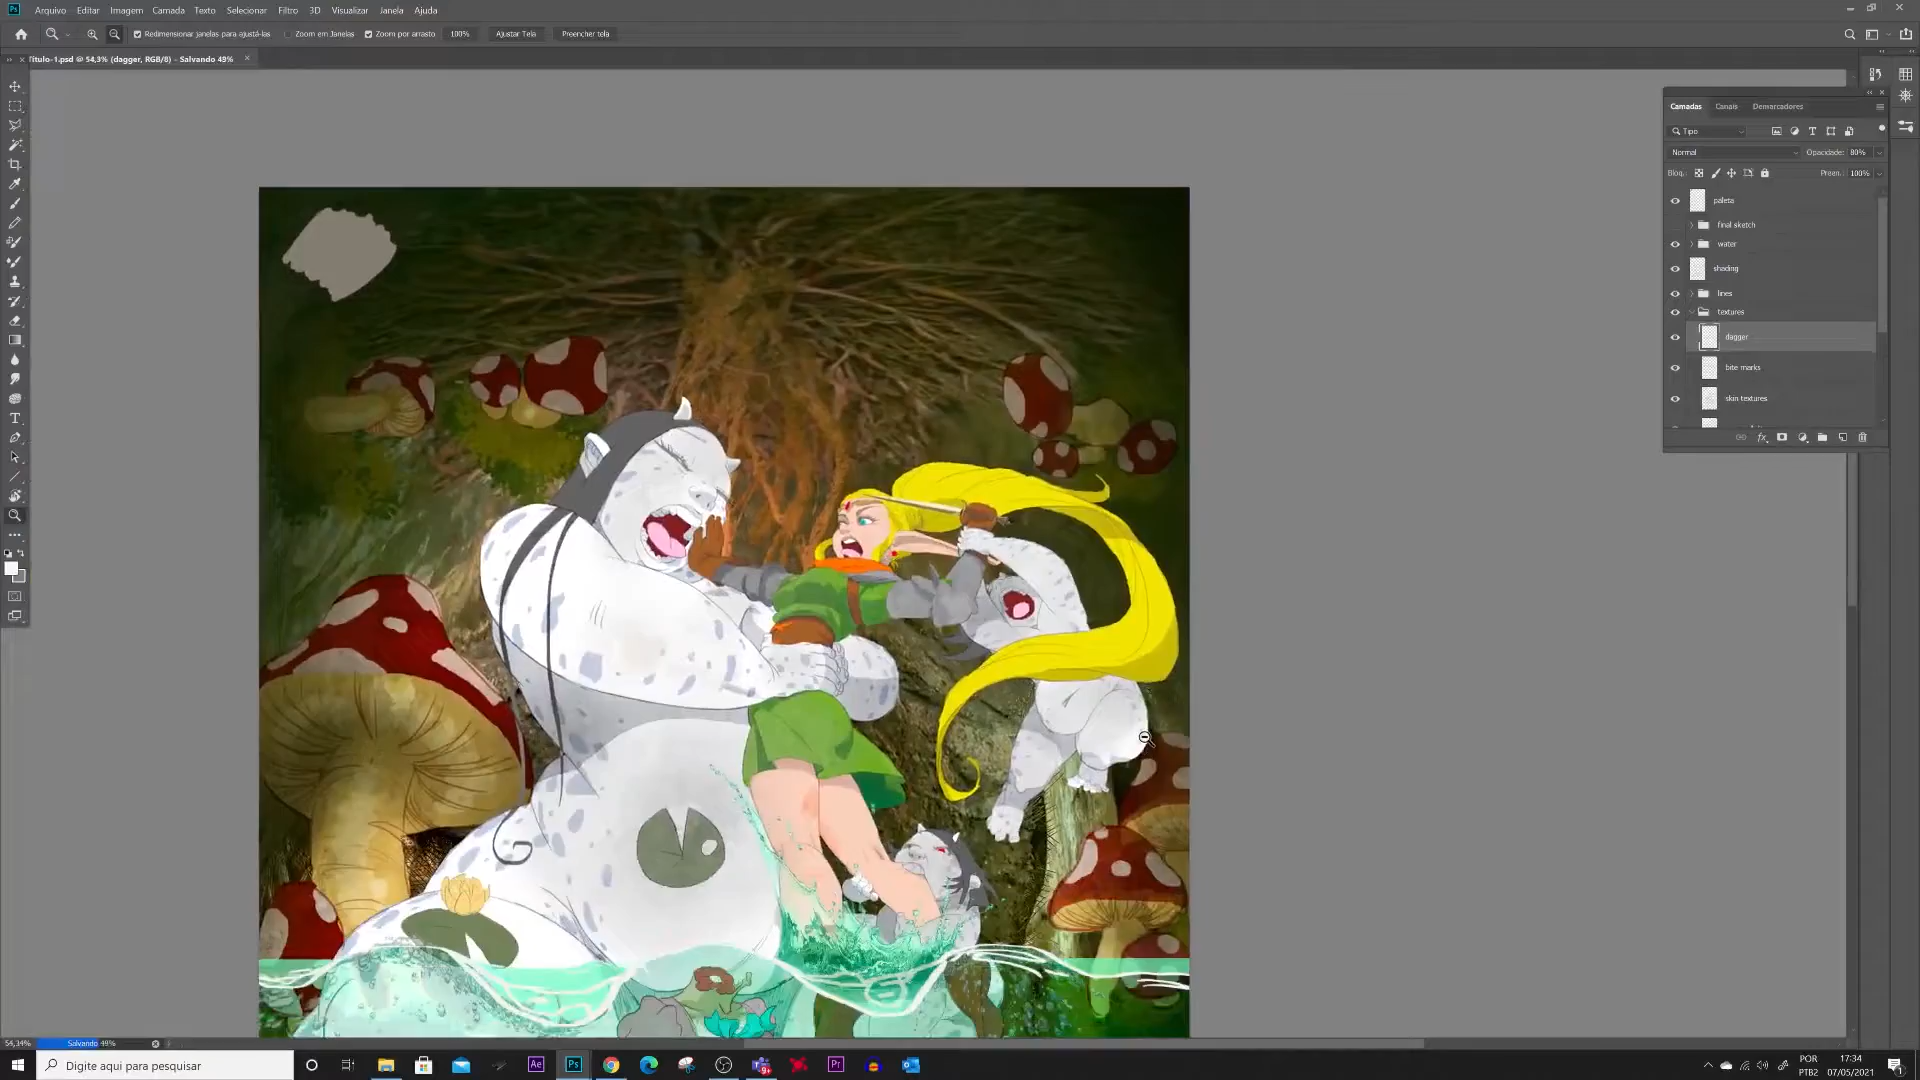 Arquivo Editar Imagem Camada Texto Selecionar Filtro 3D Visualizar Janela Ajuda
Redimensionar janelas para ajustá-las Zoom em Janelas Zoom por arrasto 100% Ajustar Tela Preencher tela
Título-1.psd @ 54,3% (dagger, RGB/8) - Salvando 49%
Camadas Canais Demarcadores
Tipo
Normal Opacidade: 80%
Bloq.: Preen.: 100%
paleta
final sketch
water
shading
lines
textures
dagger
bite marks
skin textures
54,34% Salvando 49%
Digite aqui para pesquisar
POR 17:34
PTB2 07/05/2021